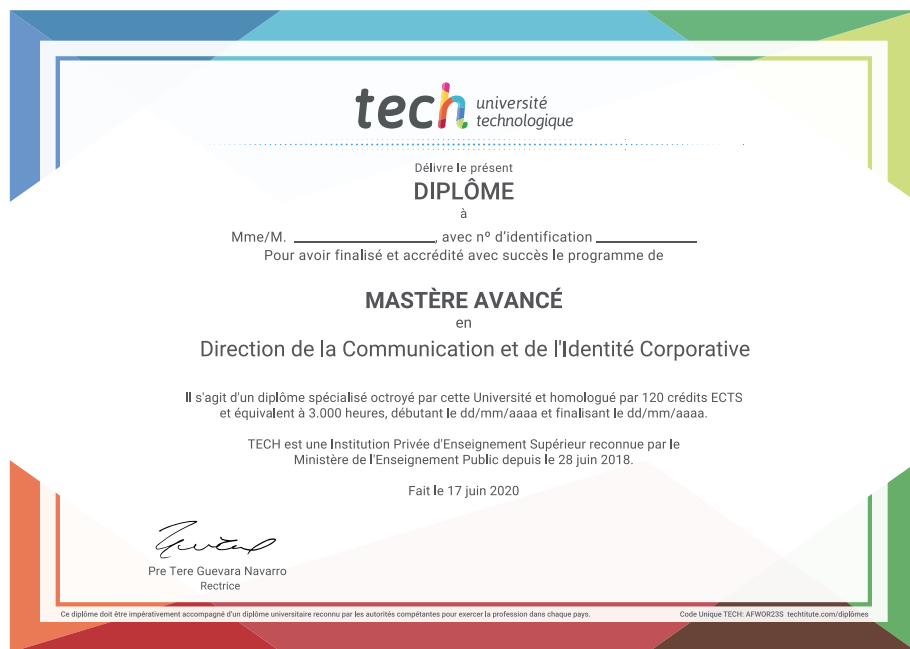 tech université
technologique
Délivre le présent
DIPLÔME
à
Mme/M. ________________, avec nº d'identification ____________
Pour avoir finalisé et accrédité avec succès le programme de
MASTÈRE AVANCÉ
en
Direction de la Communication et de l'Identité Corporative
Il s'agit d'un diplôme spécialisé octroyé par cette Université et homologué par 120 crédits ECTS
et équivalent à 3.000 heures, débutant le dd/mm/aaaa et finalisant le dd/mm/aaaa.
TECH est une Institution Privée d'Enseignement Supérieur reconnue par le
Ministère de l'Enseignement Public depuis le 28 juin 2018.
Fait le 17 juin 2020
Pre Tere Guevara Navarro
Rectrice
Ce diplôme doit être impérativement accompagné d'un diplôme universitaire reconnu par les autorités compétantes pour exercer la profession dans chaque pays. Code Unique TECH: AFWOR23S techtitute.com/diplômes